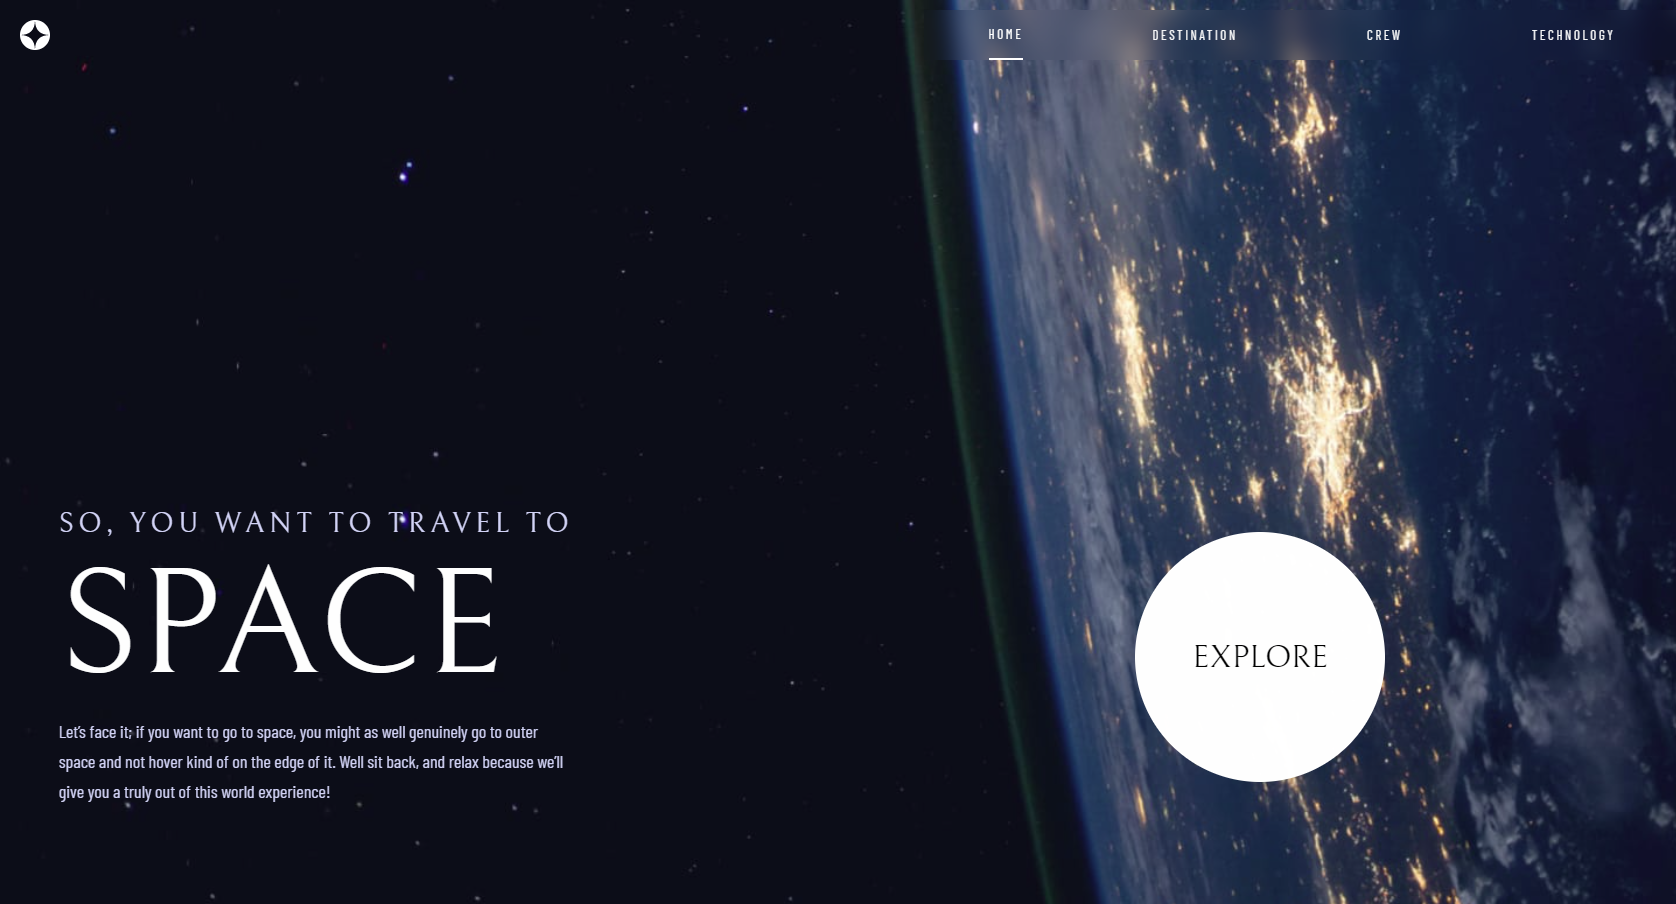 HOME DESTINATION CREW TECHNOLOGY
SO, YOU WANT TO TRAVEL TO
SPACE
Let’s face it; if you want to go to space, you might as well genuinely go to outer
space and not hover kind of on the edge of it. Well sit back, and relax because we’ll
give you a truly out of this world experience!
EXPLORE